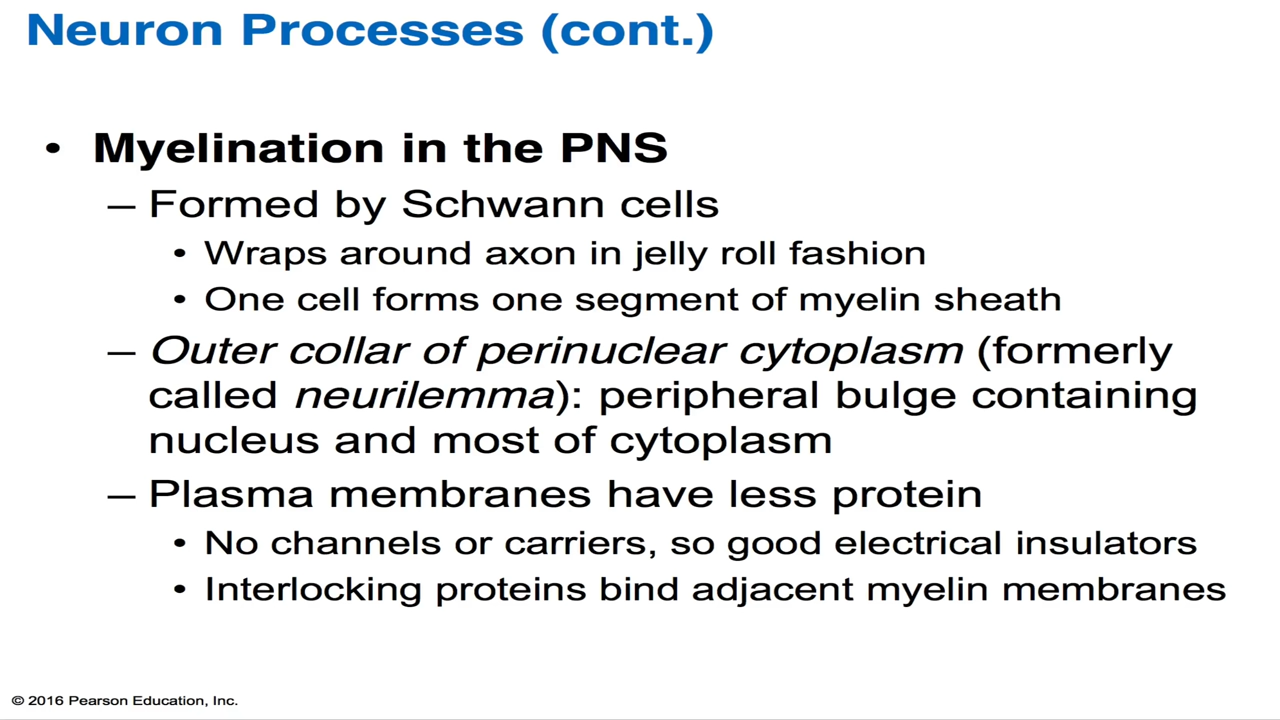 Neuron Processes (cont.)
• Myelination in the PNS
– Formed by Schwann cells
• Wraps around axon in jelly roll fashion
• One cell forms one segment of myelin sheath
– Outer collar of perinuclear cytoplasm (formerly
called neurilemma): peripheral bulge containing
nucleus and most of cytoplasm
– Plasma membranes have less protein
• No channels or carriers, so good electrical insulators
• Interlocking proteins bind adjacent myelin membranes
© 2016 Pearson Education, Inc.